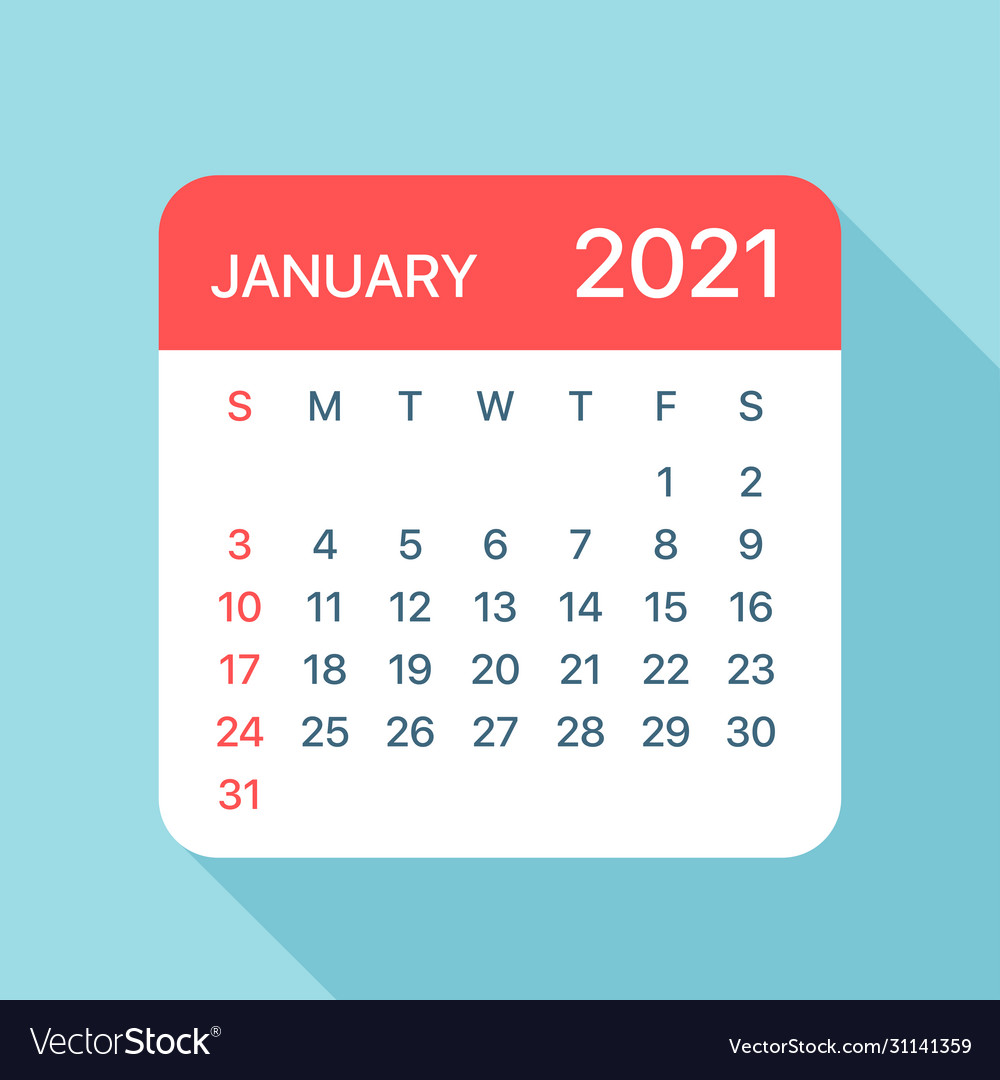 JANUARY 2021
S M T W T F S
1 2
3 4 5 6 7 8 9
10 11 12 13 14 15 16
17 18 19 20 21 22 23
24 25 26 27 28 29 30
31
VectorStock® VectorStock.com/31141359